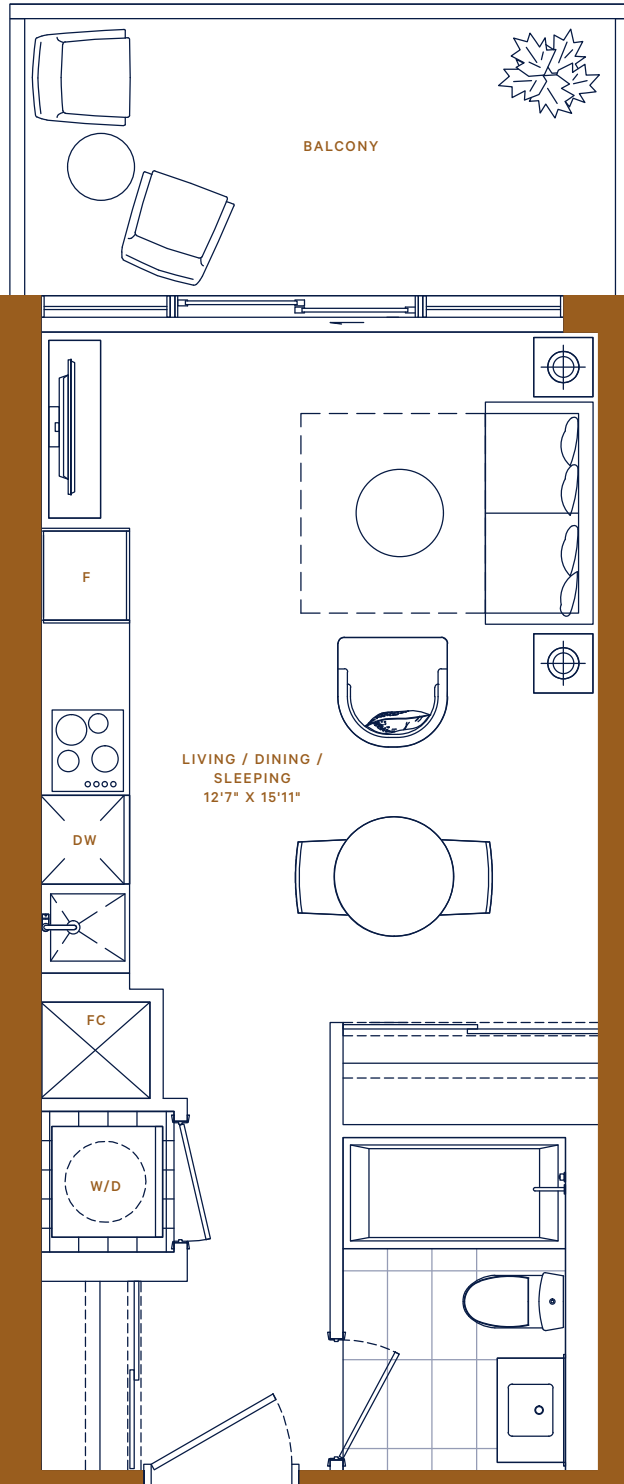 BALCONY
F
LIVING / DINING /
SLEEPING
12'7" X 15'11"
DW
FC
W/D